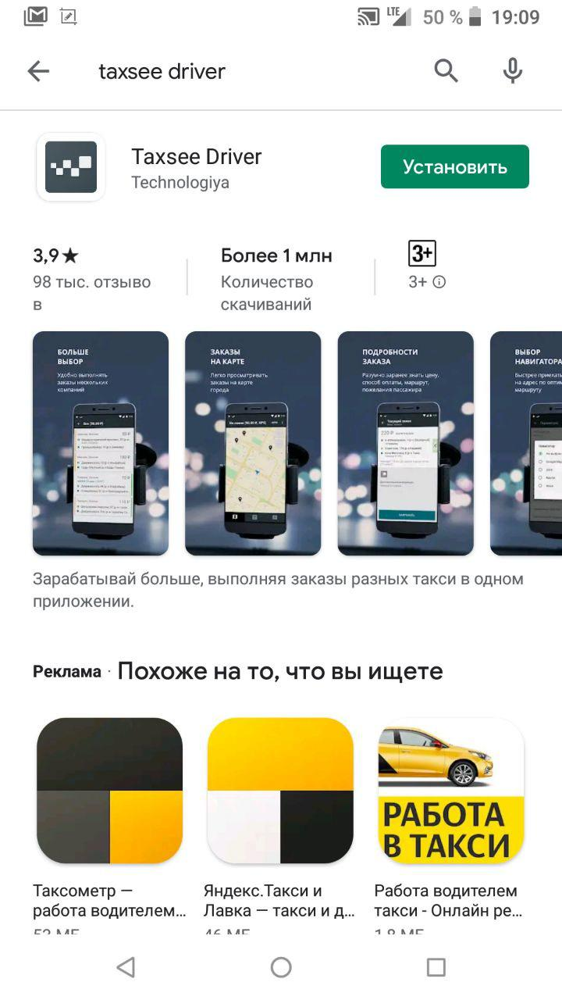 LTE 50 % 19:09
taxsee driver
Taxsee Driver
Technologiya
Установить
3,9★
98 тыс. отзыво
в
Более 1 млн
Количество
скачиваний
3+
3+
БОЛЬШЕ
ВЫБОР
Удобно выполнять
заказы нескольких
компаний
ЗАКАЗЫ
НА КАРТЕ
Легко просматривать
заказы на карте
города
ПОДРОБНОСТИ
ЗАКАЗА
Разумно заранее знать цену,
способ оплаты, маршрут,
пожелания пассажира
220 ₽
ВЫБОР
НАВИГАТОРА
Быстрее приехать
на адрес по оптим
маршруту
Зарабатывай больше, выполняя заказы разных такси в одном
приложении.
Реклама · Похоже на то, что вы ищете
РАБОТА
В ТАКСИ
Таксометр —
работа водителем…
Яндекс.Такси и
Лавка — такси и д…
Работа водителем
такси - Онлайн ре…
53 МБ
46 МБ
1,8 МБ